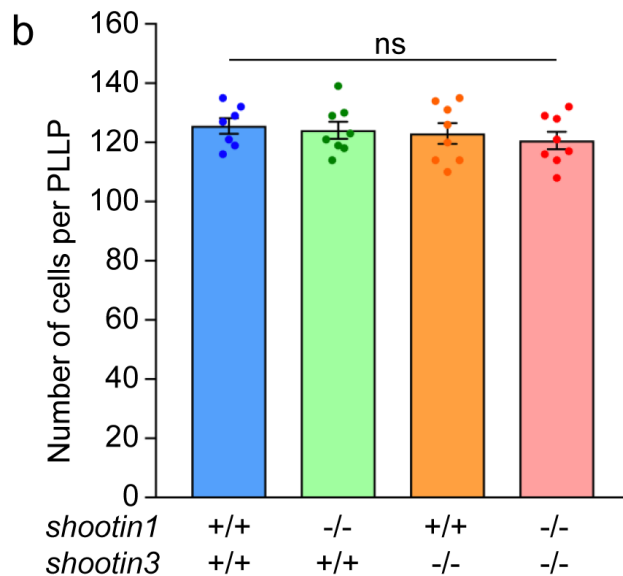 b
ns
Number of cells per PLLP
160
140
120
100
80
60
40
20
0
shootin1 +/+ -/- +/+ -/-
shootin3 +/+ +/+ -/- -/-